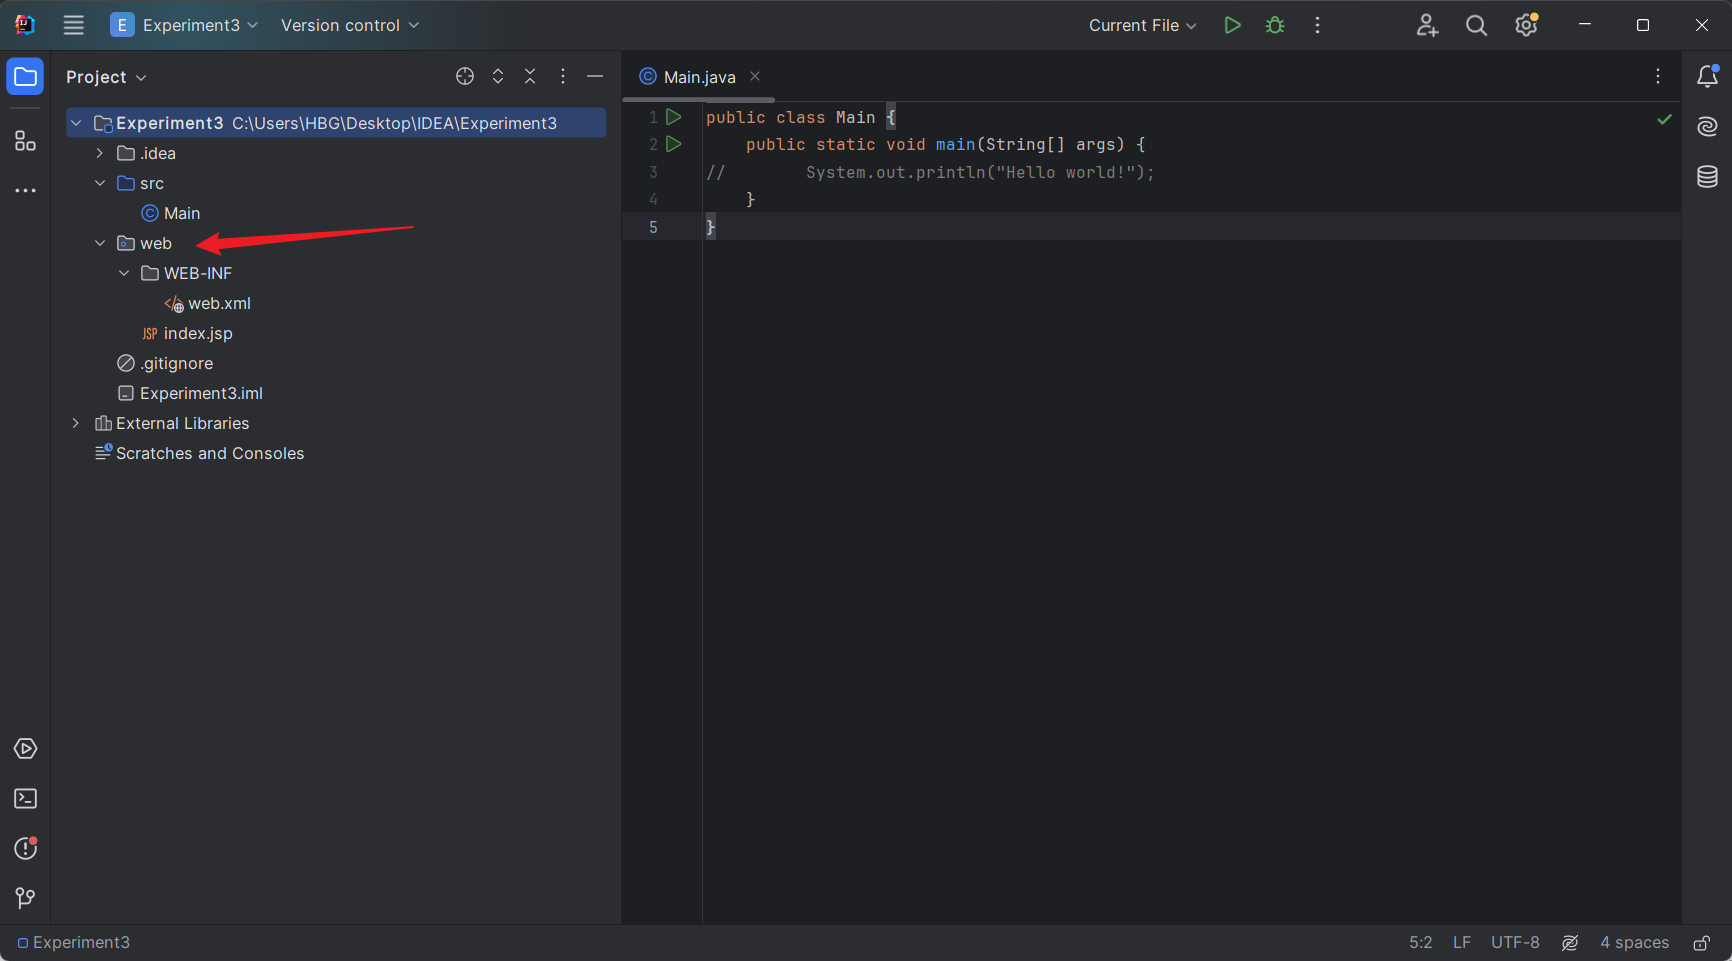 E Experiment3 Version control Current File
Project
Main.java
Experiment3 C:\Users\HBG\Desktop\IDEA\Experiment3
.idea
src
Main
web
WEB-INF
web.xml
JSP index.jsp
.gitignore
Experiment3.iml
External Libraries
Scratches and Consoles
1 public class Main {
2 public static void main(String[] args) {
3 // System.out.println("Hello world!");
4 }
5 }
Experiment3 5:2 LF UTF-8 4 spaces